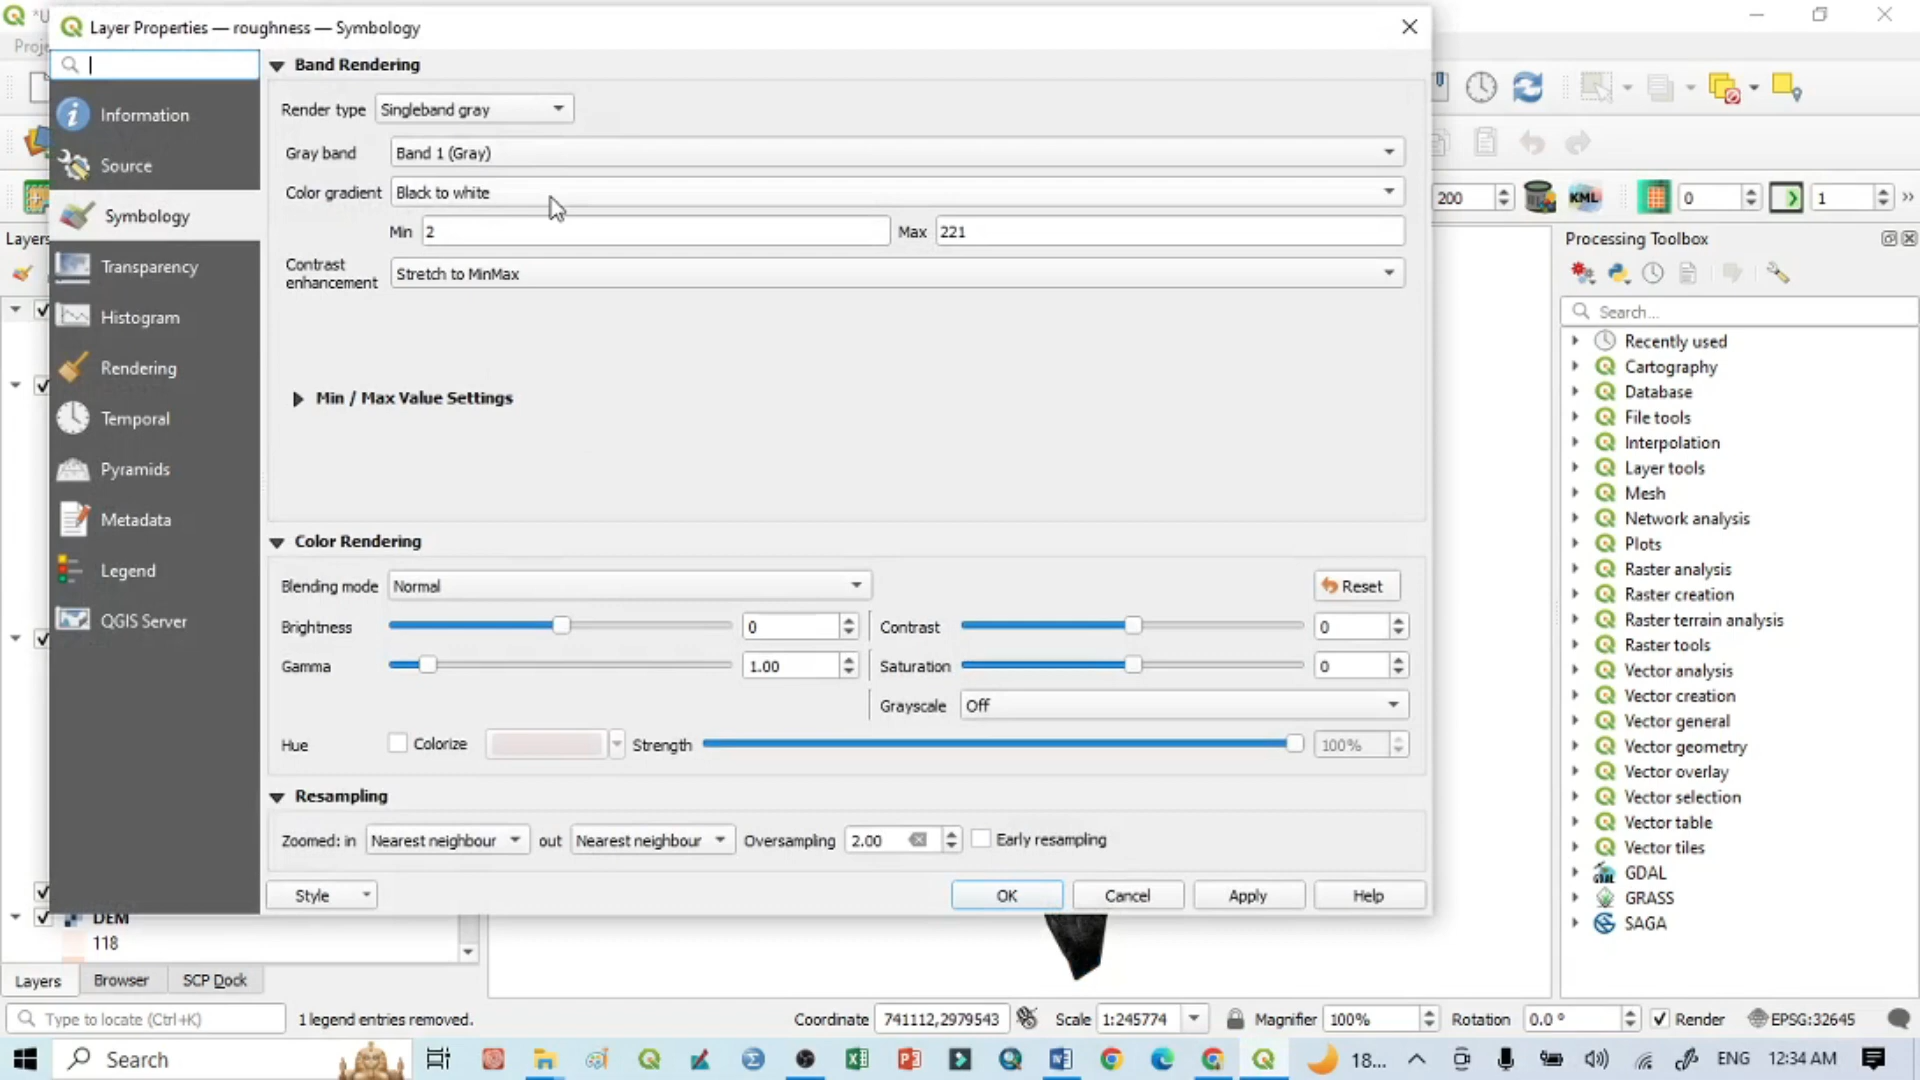 *U
Layer Properties — roughness — Symbology
Proj
Information
Source
Symbology
Transparency
Histogram
Rendering
Temporal
Pyramids
Metadata
Legend
QGIS Server
Band Rendering
Render type Singleband gray
Gray band Band 1 (Gray)
Color gradient Black to white
Min 2 Max 221
Contrast enhancement Stretch to MinMax
Min / Max Value Settings
Color Rendering
Blending mode Normal Reset
Brightness 0 Contrast 0
Gamma 1.00 Saturation 0
Grayscale Off
Hue Colorize Strength 100%
Resampling
Zoomed: in Nearest neighbour out Nearest neighbour Oversampling 2.00 Early resampling
Style OK Cancel Apply Help
200 KML 0 1 »
Layers
DEM
118
Layers Browser SCP Dock
Processing Toolbox
Search...
Recently used
Cartography
Database
File tools
Interpolation
Layer tools
Mesh
Network analysis
Plots
Raster analysis
Raster creation
Raster terrain analysis
Raster tools
Vector analysis
Vector creation
Vector general
Vector geometry
Vector overlay
Vector selection
Vector table
Vector tiles
GDAL
GRASS
SAGA
Type to locate (Ctrl+K) 1 legend entries removed. Coordinate 741112,2979543 Scale 1:245774 Magnifier 100% Rotation 0.0 ° Render EPSG:32645
Search 18... ENG 12:34 AM